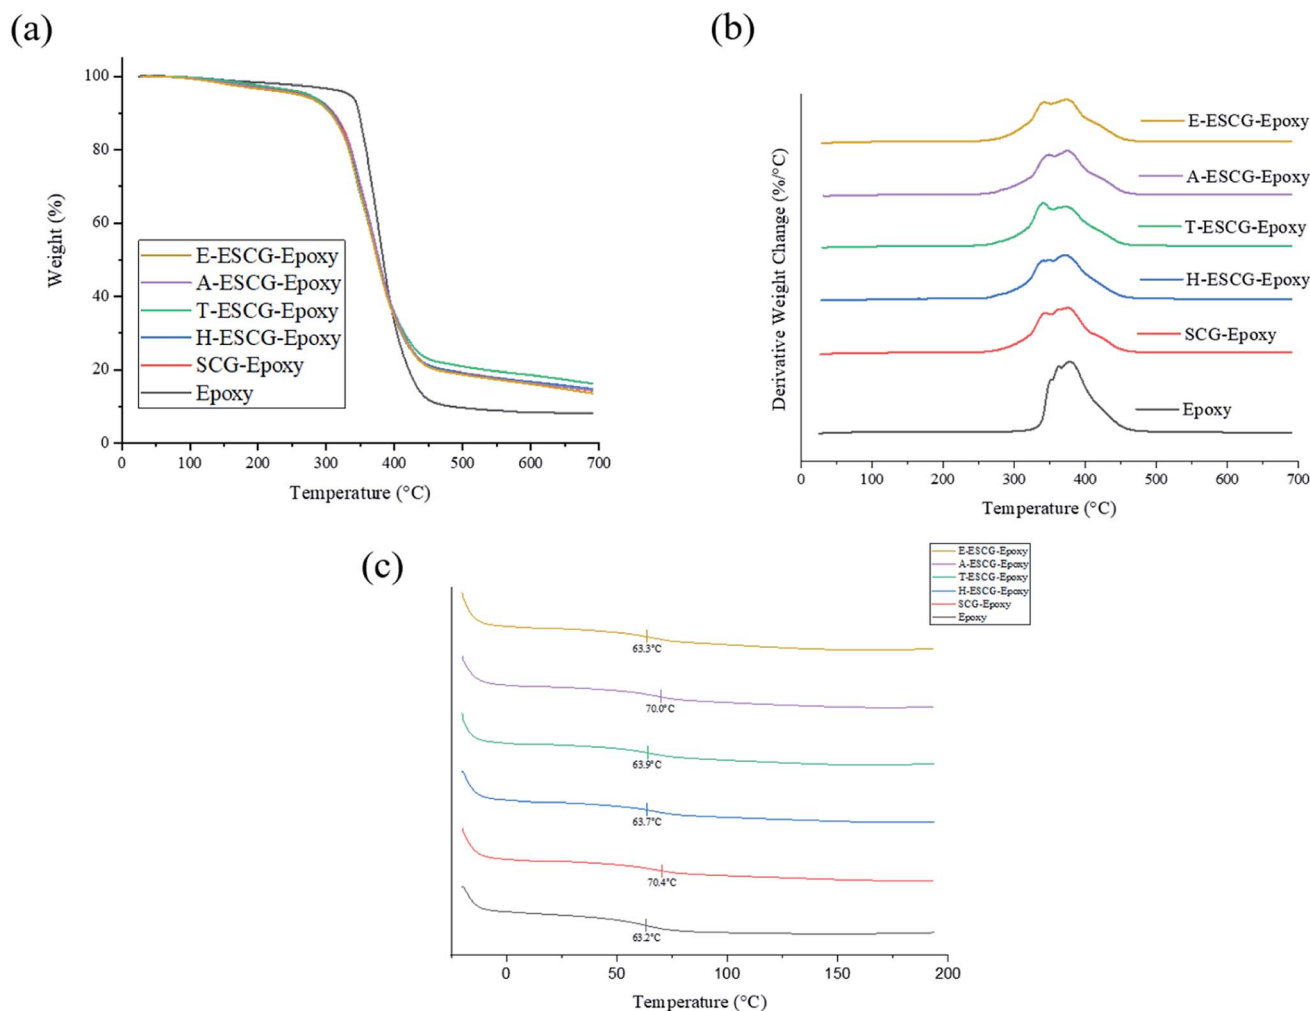 (a)
100
80
60
40
20
0
Weight (%)
E-ESCG-Epoxy
A-ESCG-Epoxy
T-ESCG-Epoxy
H-ESCG-Epoxy
SCG-Epoxy
Epoxy
0 100 200 300 400 500 600 700
Temperature (°C)
(b)
Derivative Weight Change (%/°C)
E-ESCG-Epoxy
A-ESCG-Epoxy
T-ESCG-Epoxy
H-ESCG-Epoxy
SCG-Epoxy
Epoxy
0 100 200 300 400 500 600 700
Temperature (°C)
(c)
E-ESCG-Epoxy
A-ESCG-Epoxy
T-ESCG-Epoxy
H-ESCG-Epoxy
SCG-Epoxy
Epoxy
63.3°C
70.0°C
63.9°C
63.7°C
70.4°C
63.2°C
0 50 100 150 200
Temperature (°C)